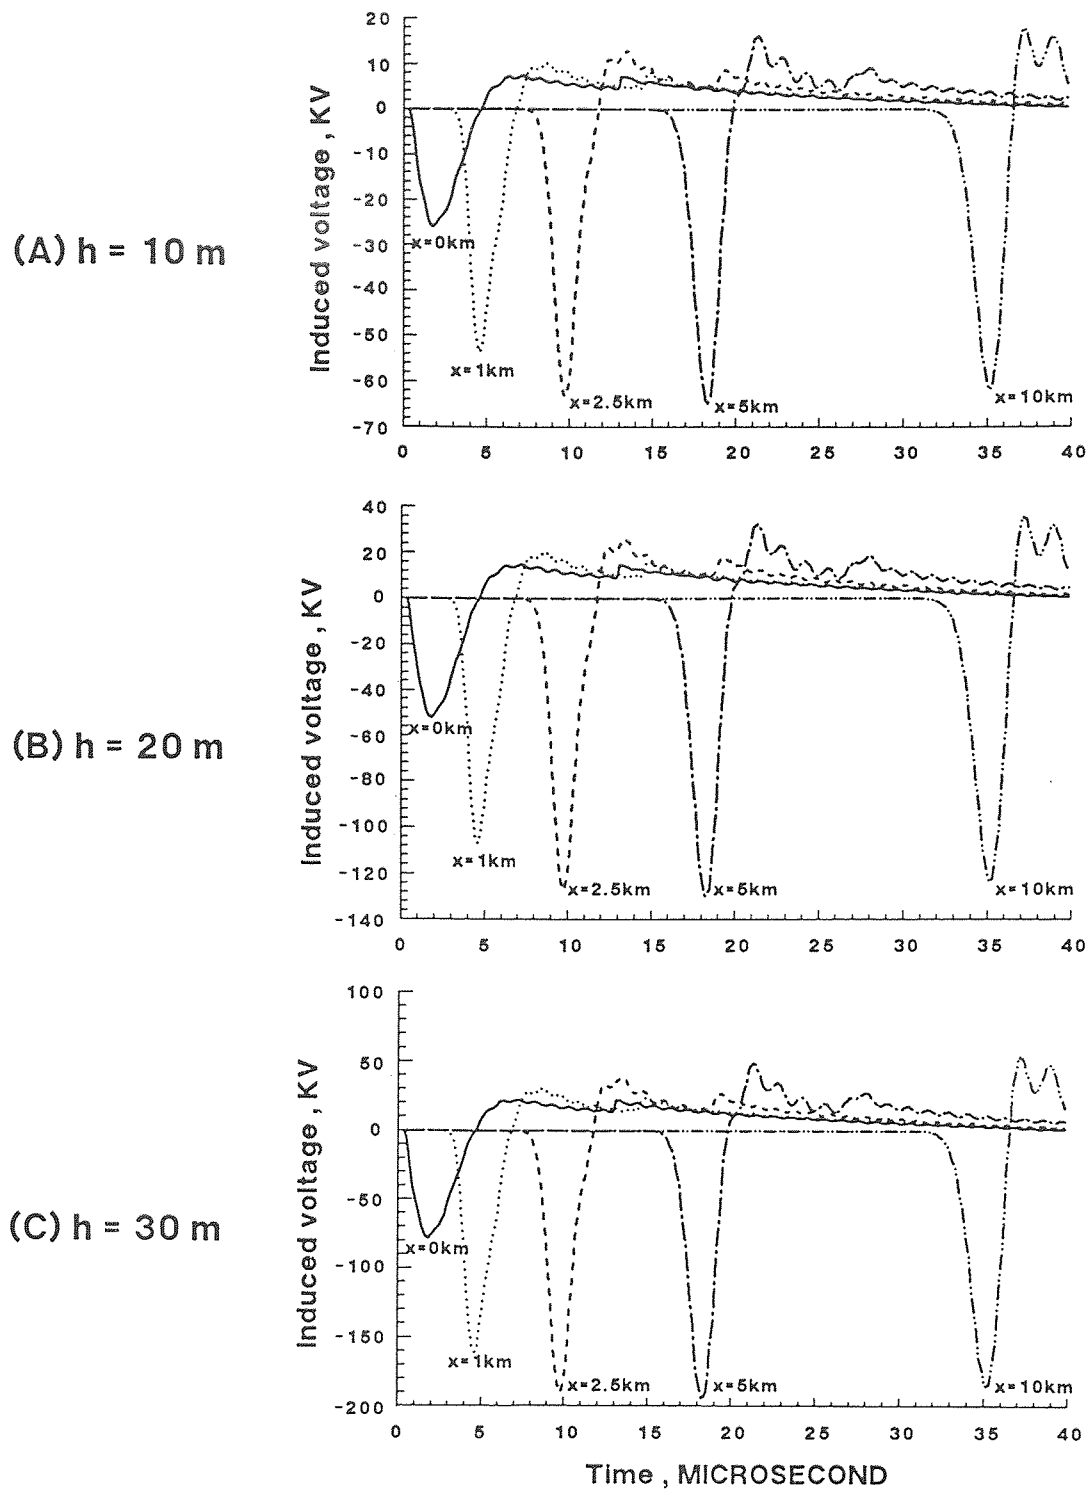 20
10
0
-10
-20
-30
-40
-50
-60
-70
Induced voltage , KV
(A) h = 10 m
x=0km
x=1km
x=2.5km
x=5km
x=10km
0 5 10 15 20 25 30 35 40
40
20
0
-20
-40
-60
-80
-100
-120
-140
Induced voltage , KV
(B) h = 20 m
x=0km
x=1km
x=2.5km
x=5km
x=10km
0 5 10 15 20 25 30 35 40
100
50
0
-50
-100
-150
-200
Induced voltage , KV
(C) h = 30 m
x=0km
x=1km
x=2.5km
x=5km
x=10km
0 5 10 15 20 25 30 35 40
Time , MICROSECOND